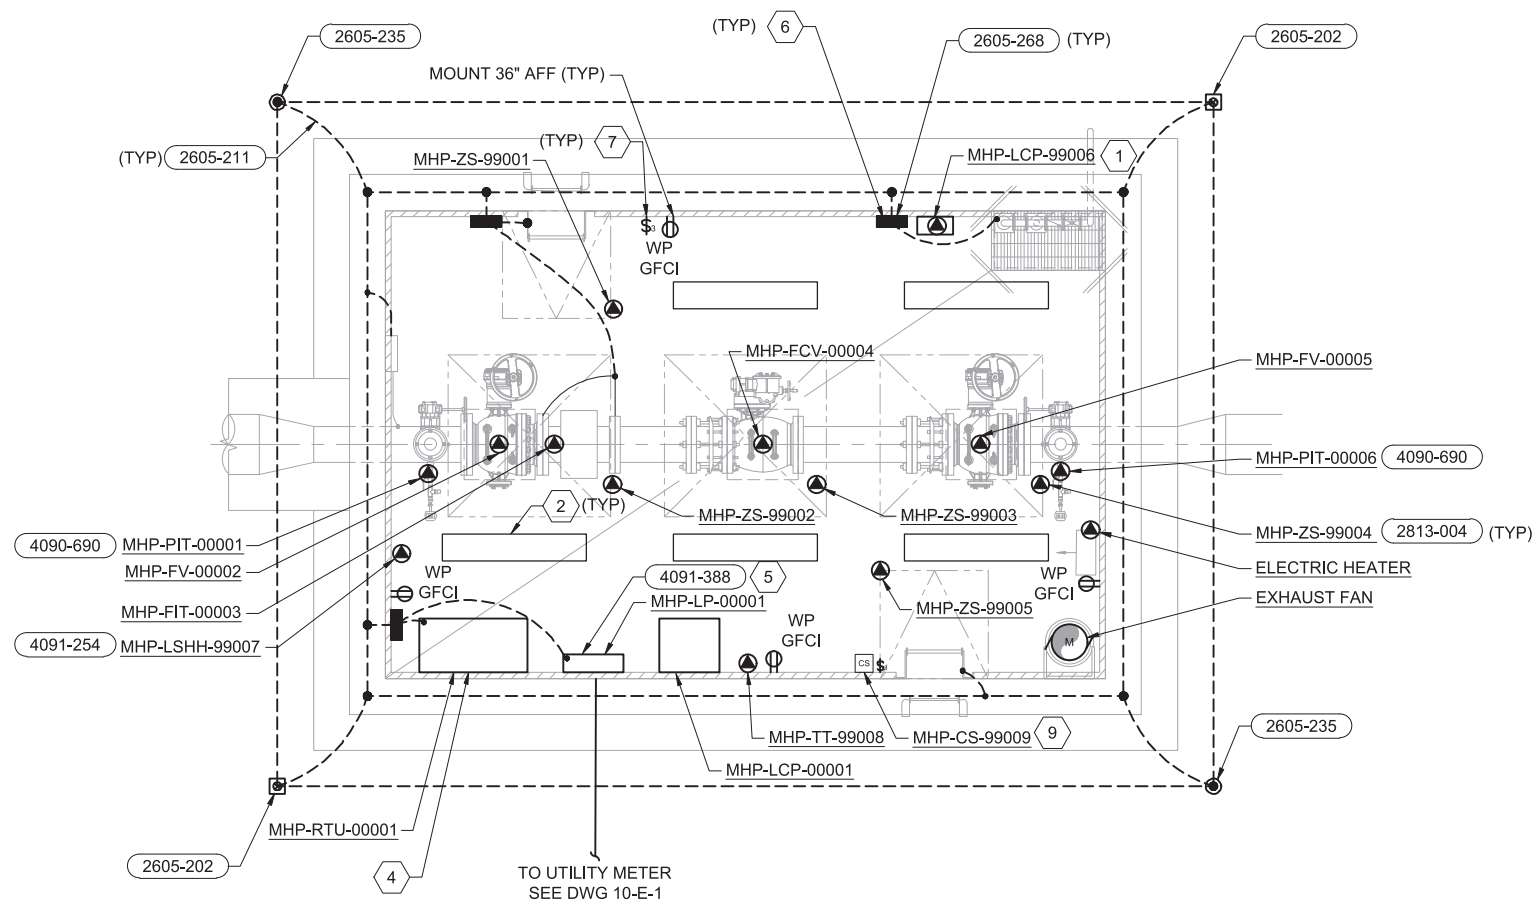 (TYP) 6
2605-235
2605-268 (TYP)
2605-202
MOUNT 36" AFF (TYP)
(TYP) 7
(TYP) 2605-211
MHP-ZS-99001
MHP-LCP-99006 1
$3
WP
GFCI
MHP-FCV-00004
MHP-FV-00005
MHP-PIT-00006 4090-690
2 (TYP)
MHP-ZS-99002
MHP-ZS-99003
MHP-ZS-99004 2813-004 (TYP)
4090-690 MHP-PIT-00001
MHP-FV-00002
WP
GFCI
4091-388 5
WP
GFCI
ELECTRIC HEATER
MHP-FIT-00003
MHP-LP-00001
MHP-ZS-99005
EXHAUST FAN
WP
GFCI
4091-254 MHP-LSHH-99007
M
CS $3
MHP-TT-99008
MHP-CS-99009 9
2605-235
MHP-LCP-00001
MHP-RTU-00001
2605-202
4
TO UTILITY METER
SEE DWG 10-E-1